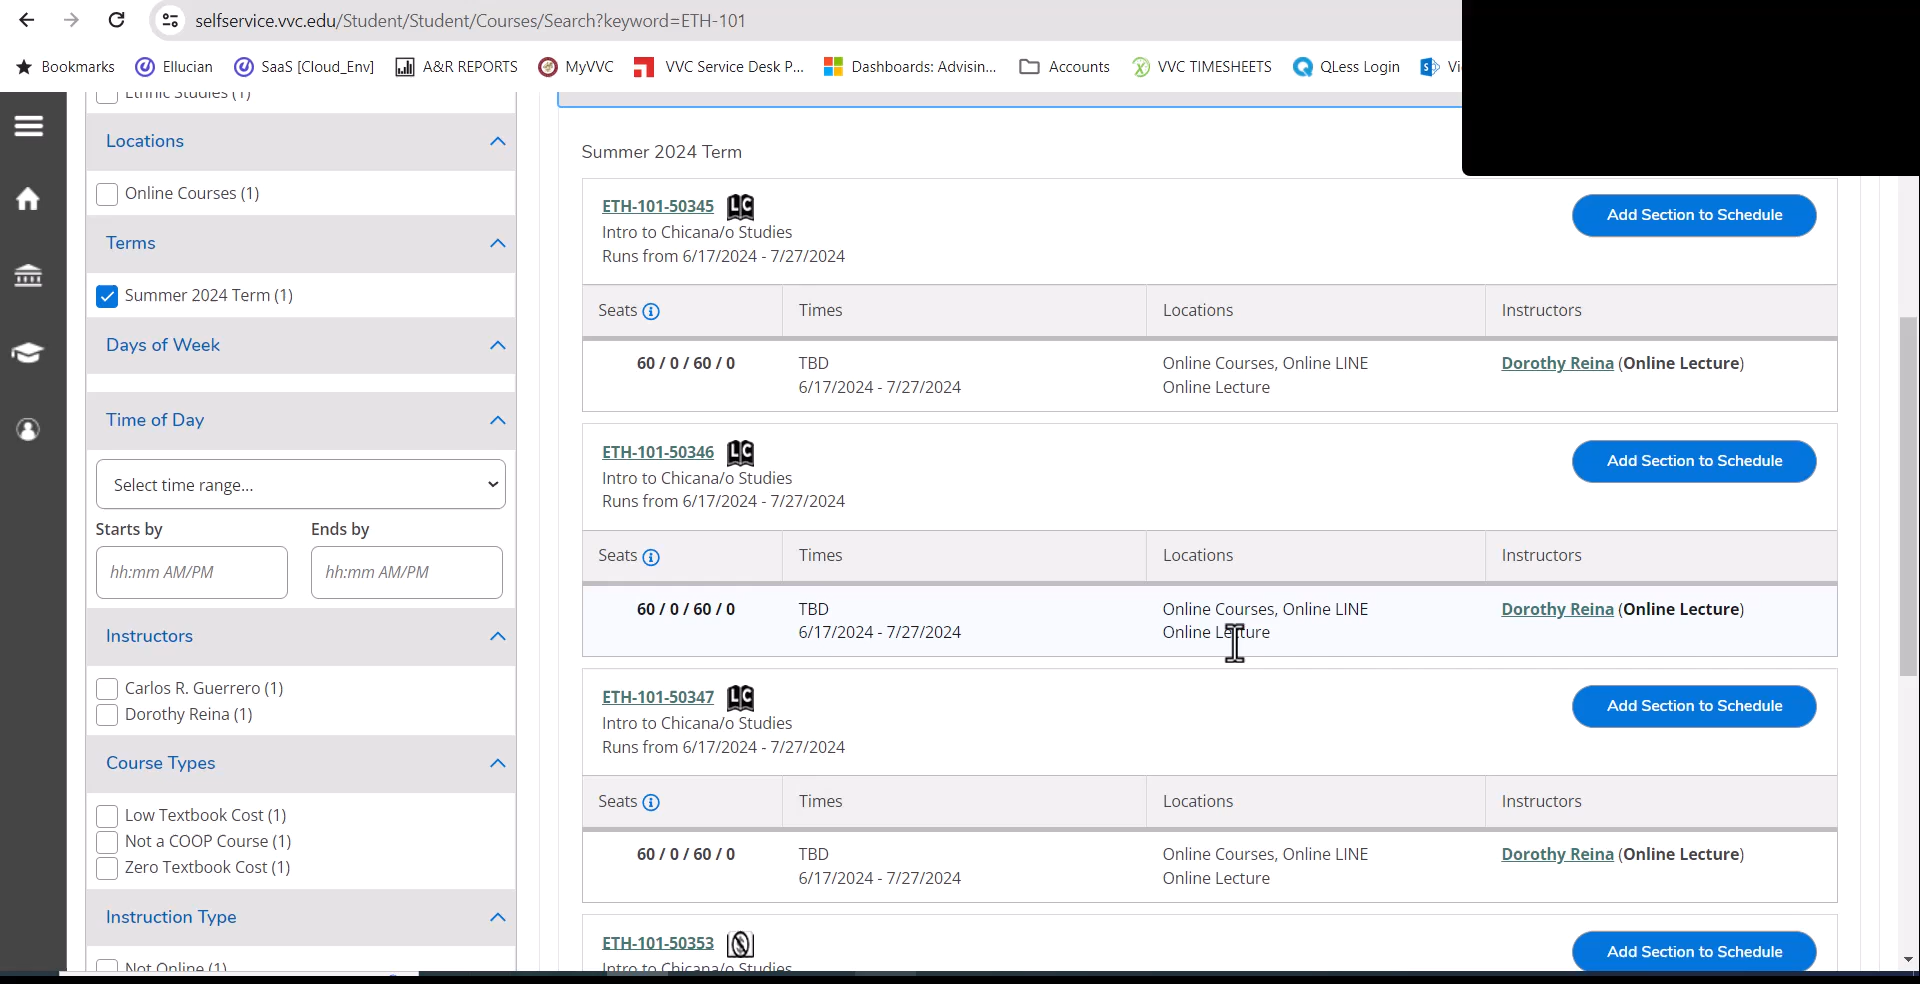 selfservice.vvc.edu/Student/Student/Courses/Search?keyword=ETH-101
Bookmarks Ellucian SaaS [Cloud_Env] A&R REPORTS MyVVC VVC Service Desk P... Dashboards: Advisin... Accounts VVC TIMESHEETS QLess Login Vi
Ethnic Studies (1)
Locations
Online Courses (1)
Terms
Summer 2024 Term (1)
Days of Week
Time of Day
Select time range...
Starts by Ends by
hh:mm AM/PM hh:mm AM/PM
Instructors
Carlos R. Guerrero (1)
Dorothy Reina (1)
Course Types
Low Textbook Cost (1)
Not a COOP Course (1)
Zero Textbook Cost (1)
Instruction Type
Not Online (1)
Summer 2024 Term
ETH-101-50345 LC
Add Section to Schedule
Intro to Chicana/o Studies
Runs from 6/17/2024 - 7/27/2024
Seats Times Locations Instructors
60 / 0 / 60 / 0 TBD Online Courses, Online LINE Dorothy Reina (Online Lecture)
6/17/2024 - 7/27/2024 Online Lecture
ETH-101-50346 LC
Add Section to Schedule
Intro to Chicana/o Studies
Runs from 6/17/2024 - 7/27/2024
Seats Times Locations Instructors
60 / 0 / 60 / 0 TBD Online Courses, Online LINE Dorothy Reina (Online Lecture)
6/17/2024 - 7/27/2024 Online Lecture
ETH-101-50347 LC
Add Section to Schedule
Intro to Chicana/o Studies
Runs from 6/17/2024 - 7/27/2024
Seats Times Locations Instructors
60 / 0 / 60 / 0 TBD Online Courses, Online LINE Dorothy Reina (Online Lecture)
6/17/2024 - 7/27/2024 Online Lecture
ETH-101-50353
Add Section to Schedule
Intro to Chicana/o Studies